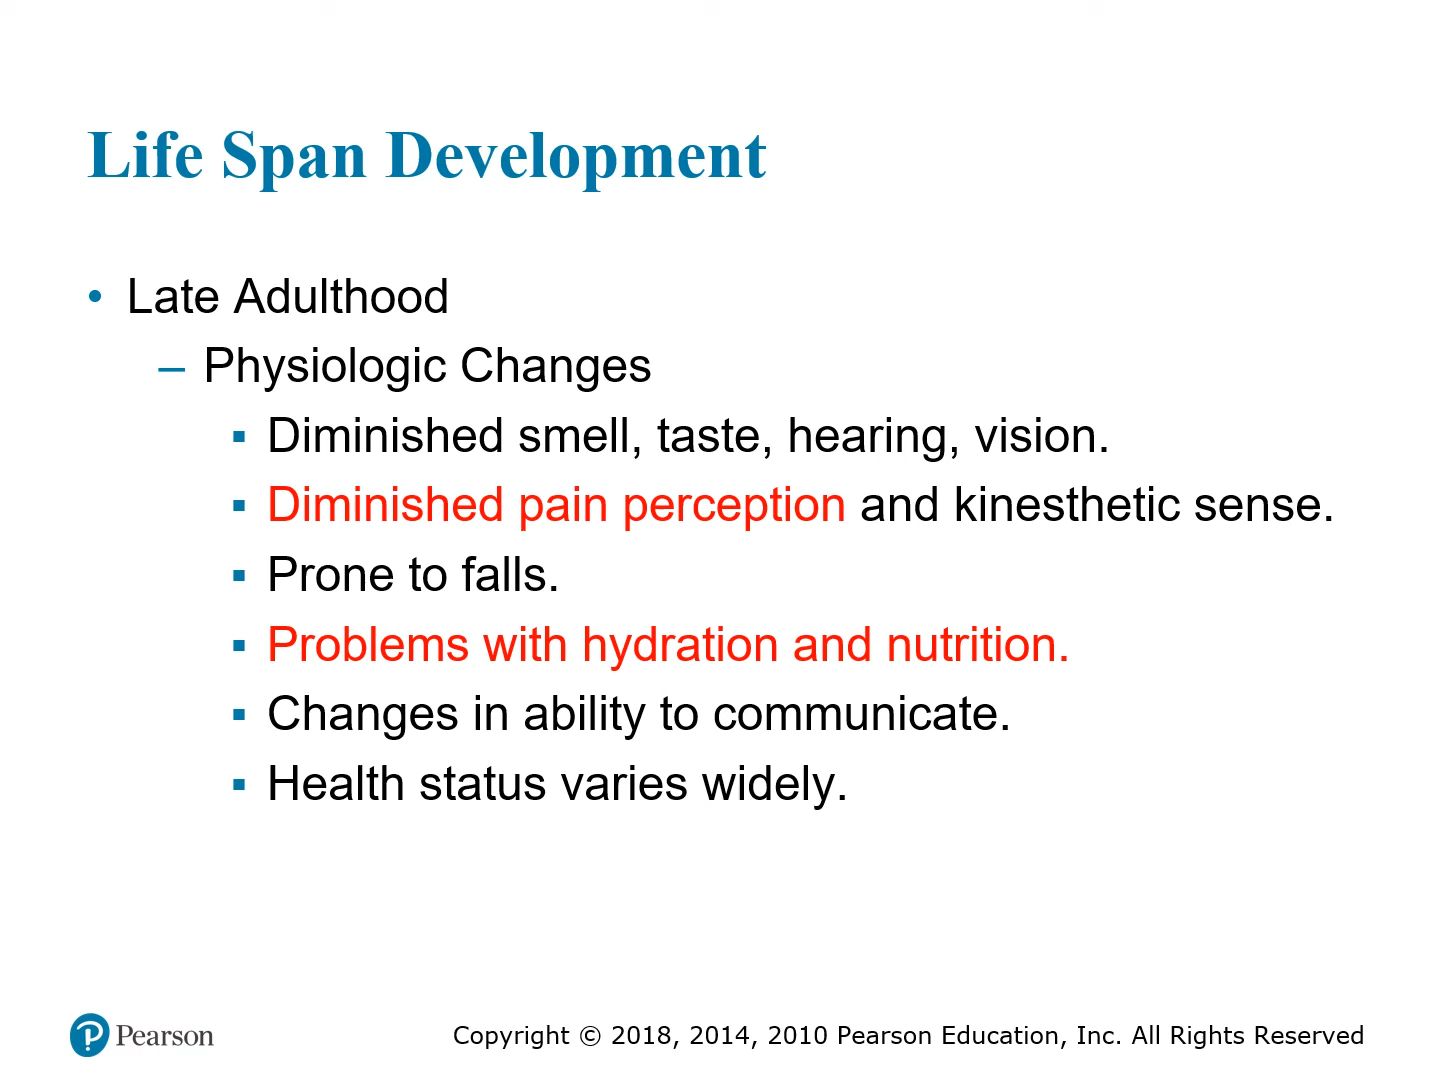 Life Span Development
• Late Adulthood
– Physiologic Changes
▪ Diminished smell, taste, hearing, vision.
▪ Diminished pain perception and kinesthetic sense.
▪ Prone to falls.
▪ Problems with hydration and nutrition.
▪ Changes in ability to communicate.
▪ Health status varies widely.
Pearson
Copyright © 2018, 2014, 2010 Pearson Education, Inc. All Rights Reserved